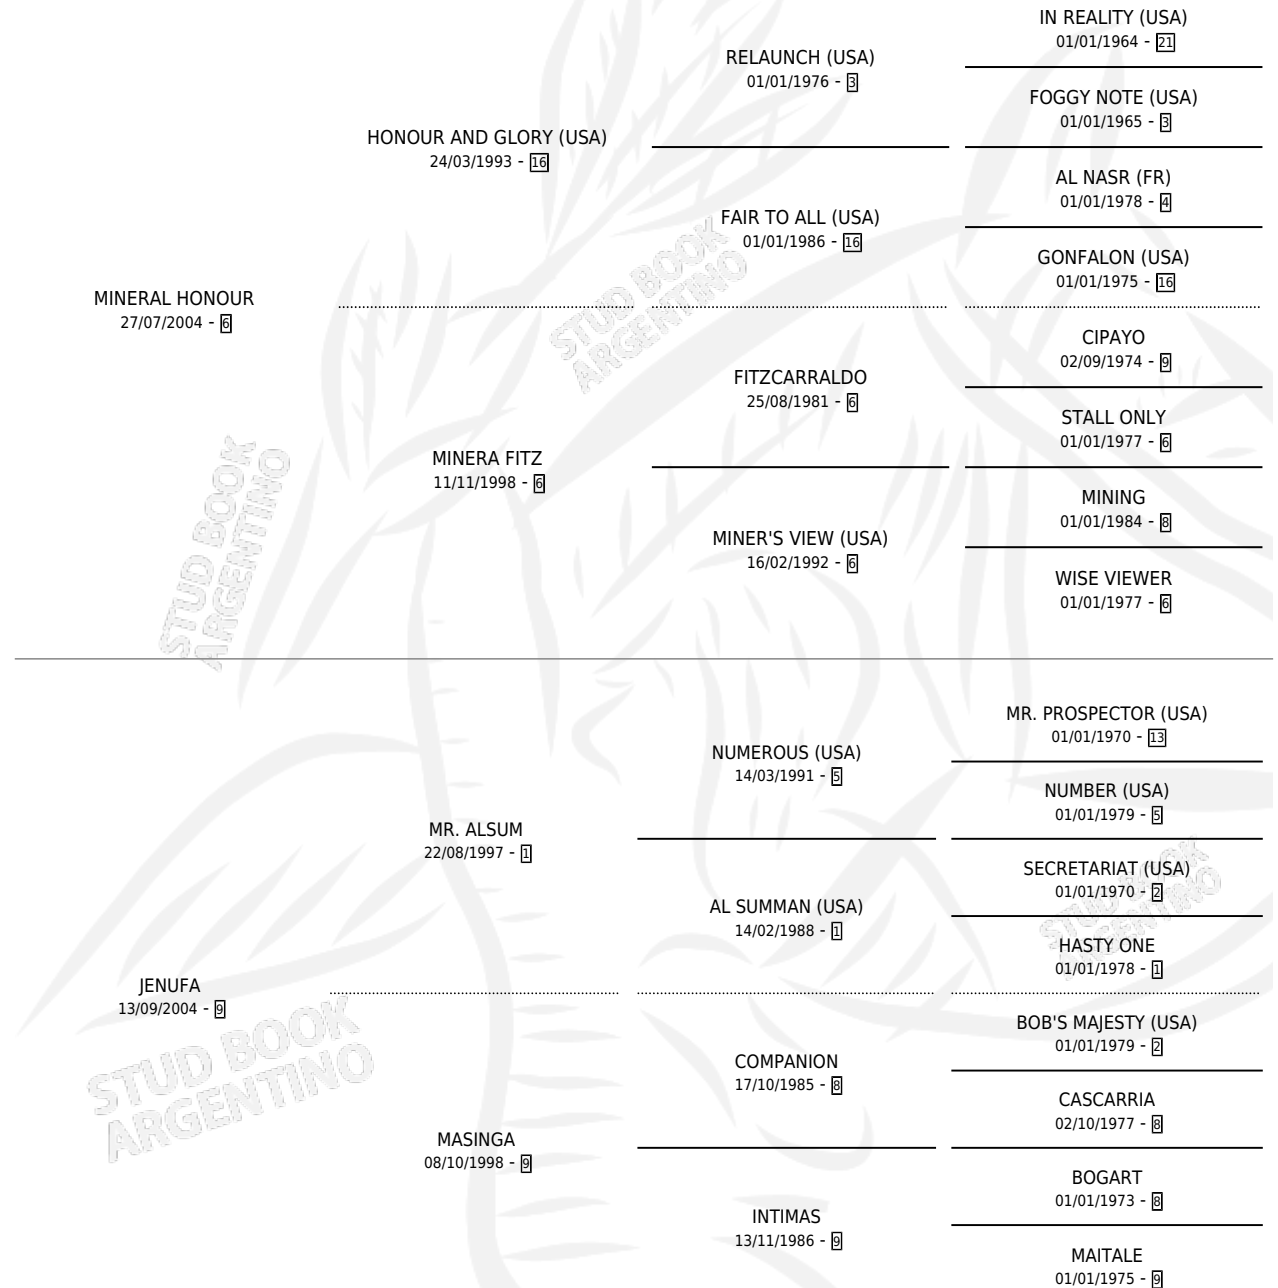 IN REALITY (USA)
01/01/1964 - 21
RELAUNCH (USA)
01/01/1976 - 3
FOGGY NOTE (USA)
01/01/1965 - 3
HONOUR AND GLORY (USA)
24/03/1993 - 16
AL NASR (FR)
01/01/1978 - 4
FAIR TO ALL (USA)
01/01/1986 - 16
GONFALON (USA)
01/01/1975 - 16
MINERAL HONOUR
27/07/2004 - 6
CIPAYO
02/09/1974 - 9
FITZCARRALDO
25/08/1981 - 6
STALL ONLY
01/01/1977 - 6
MINERA FITZ
11/11/1998 - 6
MINING
01/01/1984 - 8
MINER'S VIEW (USA)
16/02/1992 - 6
WISE VIEWER
01/01/1977 - 6
MR. PROSPECTOR (USA)
01/01/1970 - 13
NUMEROUS (USA)
14/03/1991 - 5
NUMBER (USA)
01/01/1979 - 5
MR. ALSUM
22/08/1997 - 1
SECRETARIAT (USA)
01/01/1970 - 2
AL SUMMAN (USA)
14/02/1988 - 1
HASTY ONE
01/01/1978 - 1
JENUFA
13/09/2004 - 9
BOB'S MAJESTY (USA)
01/01/1979 - 2
COMPANION
17/10/1985 - 8
CASCARRIA
02/10/1977 - 8
MASINGA
08/10/1998 - 9
BOGART
01/01/1973 - 8
INTIMAS
13/11/1986 - 9
MAITALE
01/01/1975 - 9
STUD BOOK
ARGENTINO
STUD BOOK
ARGENTINO
STUD BOOK
ARGENTINO
STUD BOOK
ARGENTINO